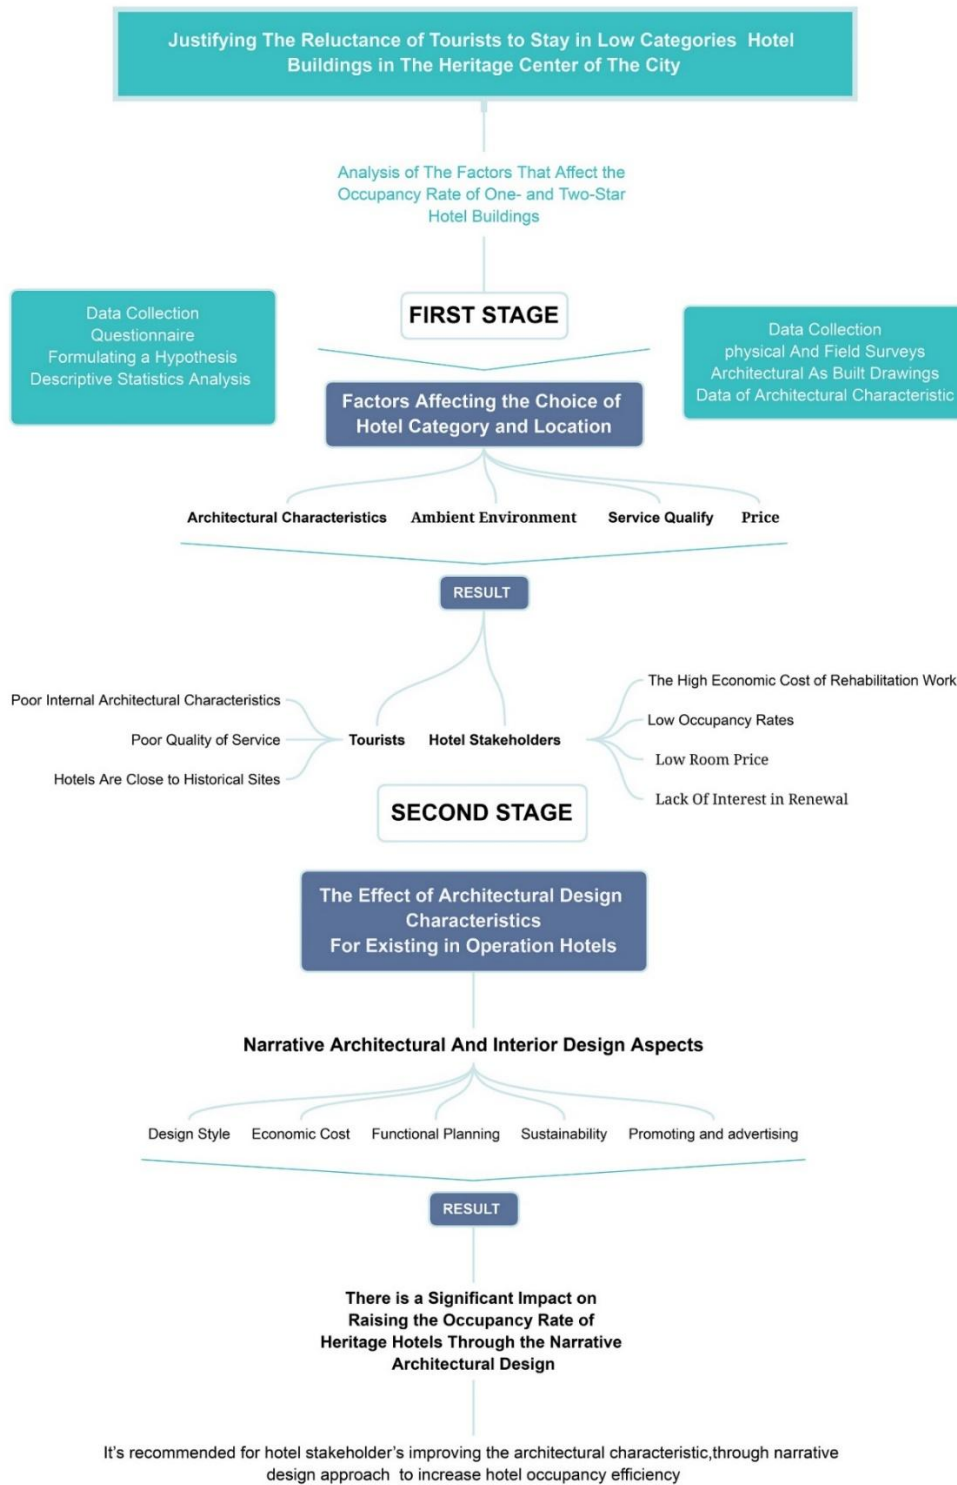 Justifying The Reluctance of Tourists to Stay in Low Categories Hotel
Buildings in The Heritage Center of The City
Analysis of The Factors That Affect the
Occupancy Rate of One- and Two-Star
Hotel Buildings
FIRST STAGE
Data Collection
Questionnaire
Formulating a Hypothesis
Descriptive Statistics Analysis
Data Collection
physical And Field Surveys
Architectural As Built Drawings
Data of Architectural Characteristic
Factors Affecting the Choice of
Hotel Category and Location
Architectural Characteristics
Ambient Environment
Service Qualify
Price
RESULT
Poor Internal Architectural Characteristics
Poor Quality of Service
Hotels Are Close to Historical Sites
Tourists
Hotel Stakeholders
The High Economic Cost of Rehabilitation Work
Low Occupancy Rates
Low Room Price
Lack Of Interest in Renewal
SECOND STAGE
The Effect of Architectural Design
Characteristics
For Existing in Operation Hotels
Narrative Architectural And Interior Design Aspects
Design Style
Economic Cost
Functional Planning
Sustainability
Promoting and advertising
RESULT
There is a Significant Impact on
Raising the Occupancy Rate of
Heritage Hotels Through the Narrative
Architectural Design
It's recommended for hotel stakeholder's improving the architectural characteristic,through narrative
design approach to increase hotel occupancy efficiency